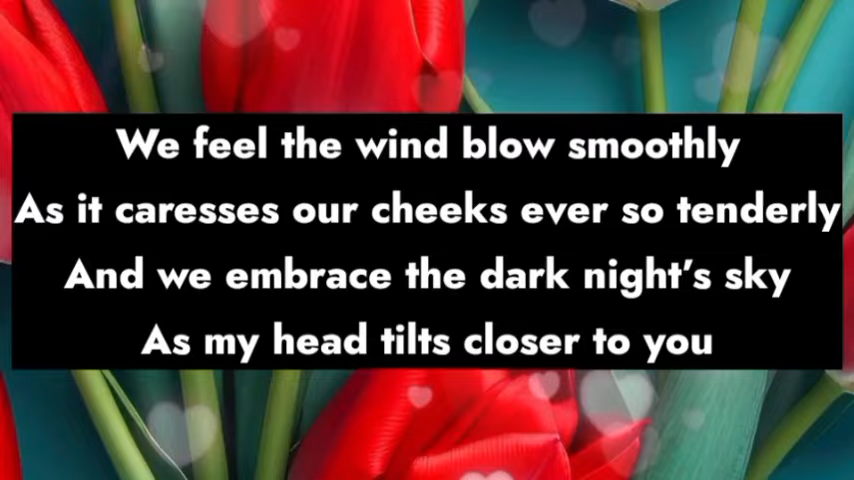 We feel the wind blow smoothly
As it caresses our cheeks ever so tenderly
And we embrace the dark night's sky
As my head tilts closer to you